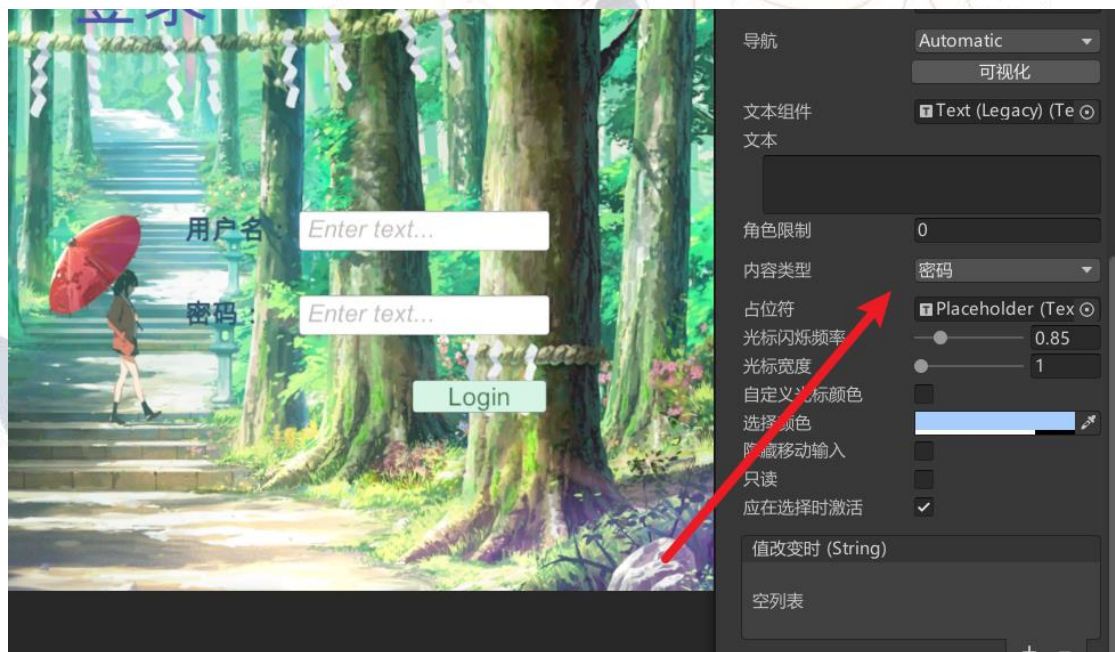 登录
用户名：
Enter text...
密码：
Enter text...
Login
导航
Automatic
可视化
文本组件
Text (Legacy) (Te
文本
角色限制
0
内容类型
密码
占位符
Placeholder (Tex
光标闪烁频率
0.85
光标宽度
1
自定义光标颜色
选择颜色
隐藏移动输入
只读
应在选择时激活
值改变时 (String)
空列表